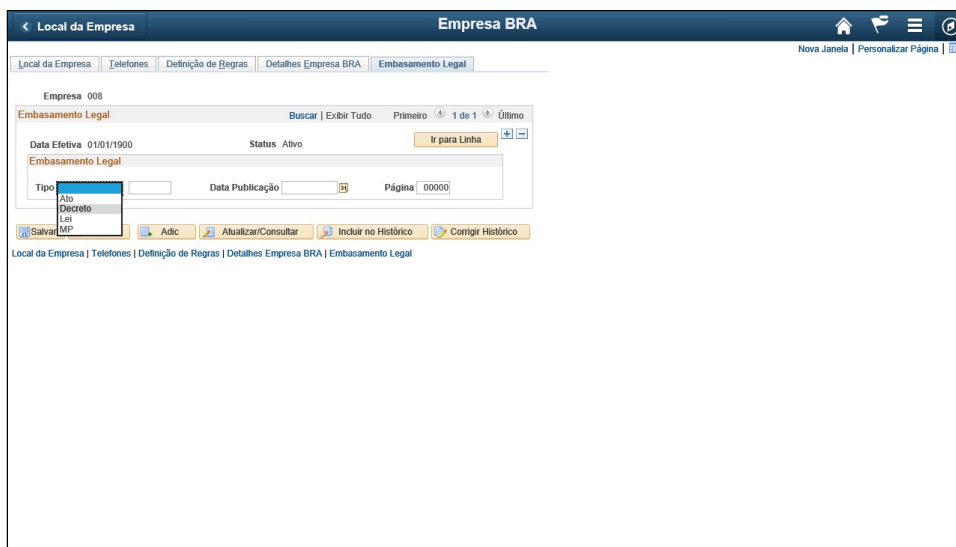 Local da Empresa
Empresa BRA
Nova Janela | Personalizar Página |
Local da Empresa Telefones Definição de Regras Detalhes Empresa BRA Embasamento Legal
Empresa 008
Embasamento Legal Buscar | Exibir Tudo Primeiro 1 de 1 Último
Data Efetiva 01/01/1900 Status Ativo Ir para Linha
Embasamento Legal
Tipo Data Publicação 31 Página 00000
Ato
Decreto
Lei
MP
Salvar Adic Atualizar/Consultar Incluir no Histórico Corrigir Histórico
Local da Empresa | Telefones | Definição de Regras | Detalhes Empresa BRA | Embasamento Legal